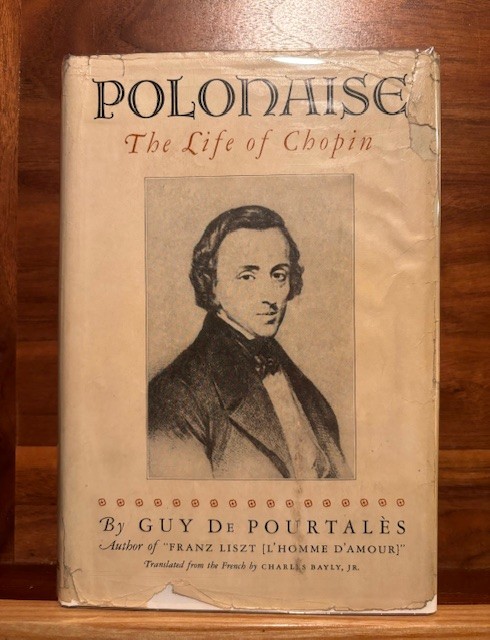 POLONAISE
The Life of Chopin
By GUY DE POURTALÈS
Author of "FRANZ LISZT [L'HOMME D'AMOUR]"
Translated from the French by CHARLES BAYLY, JR.